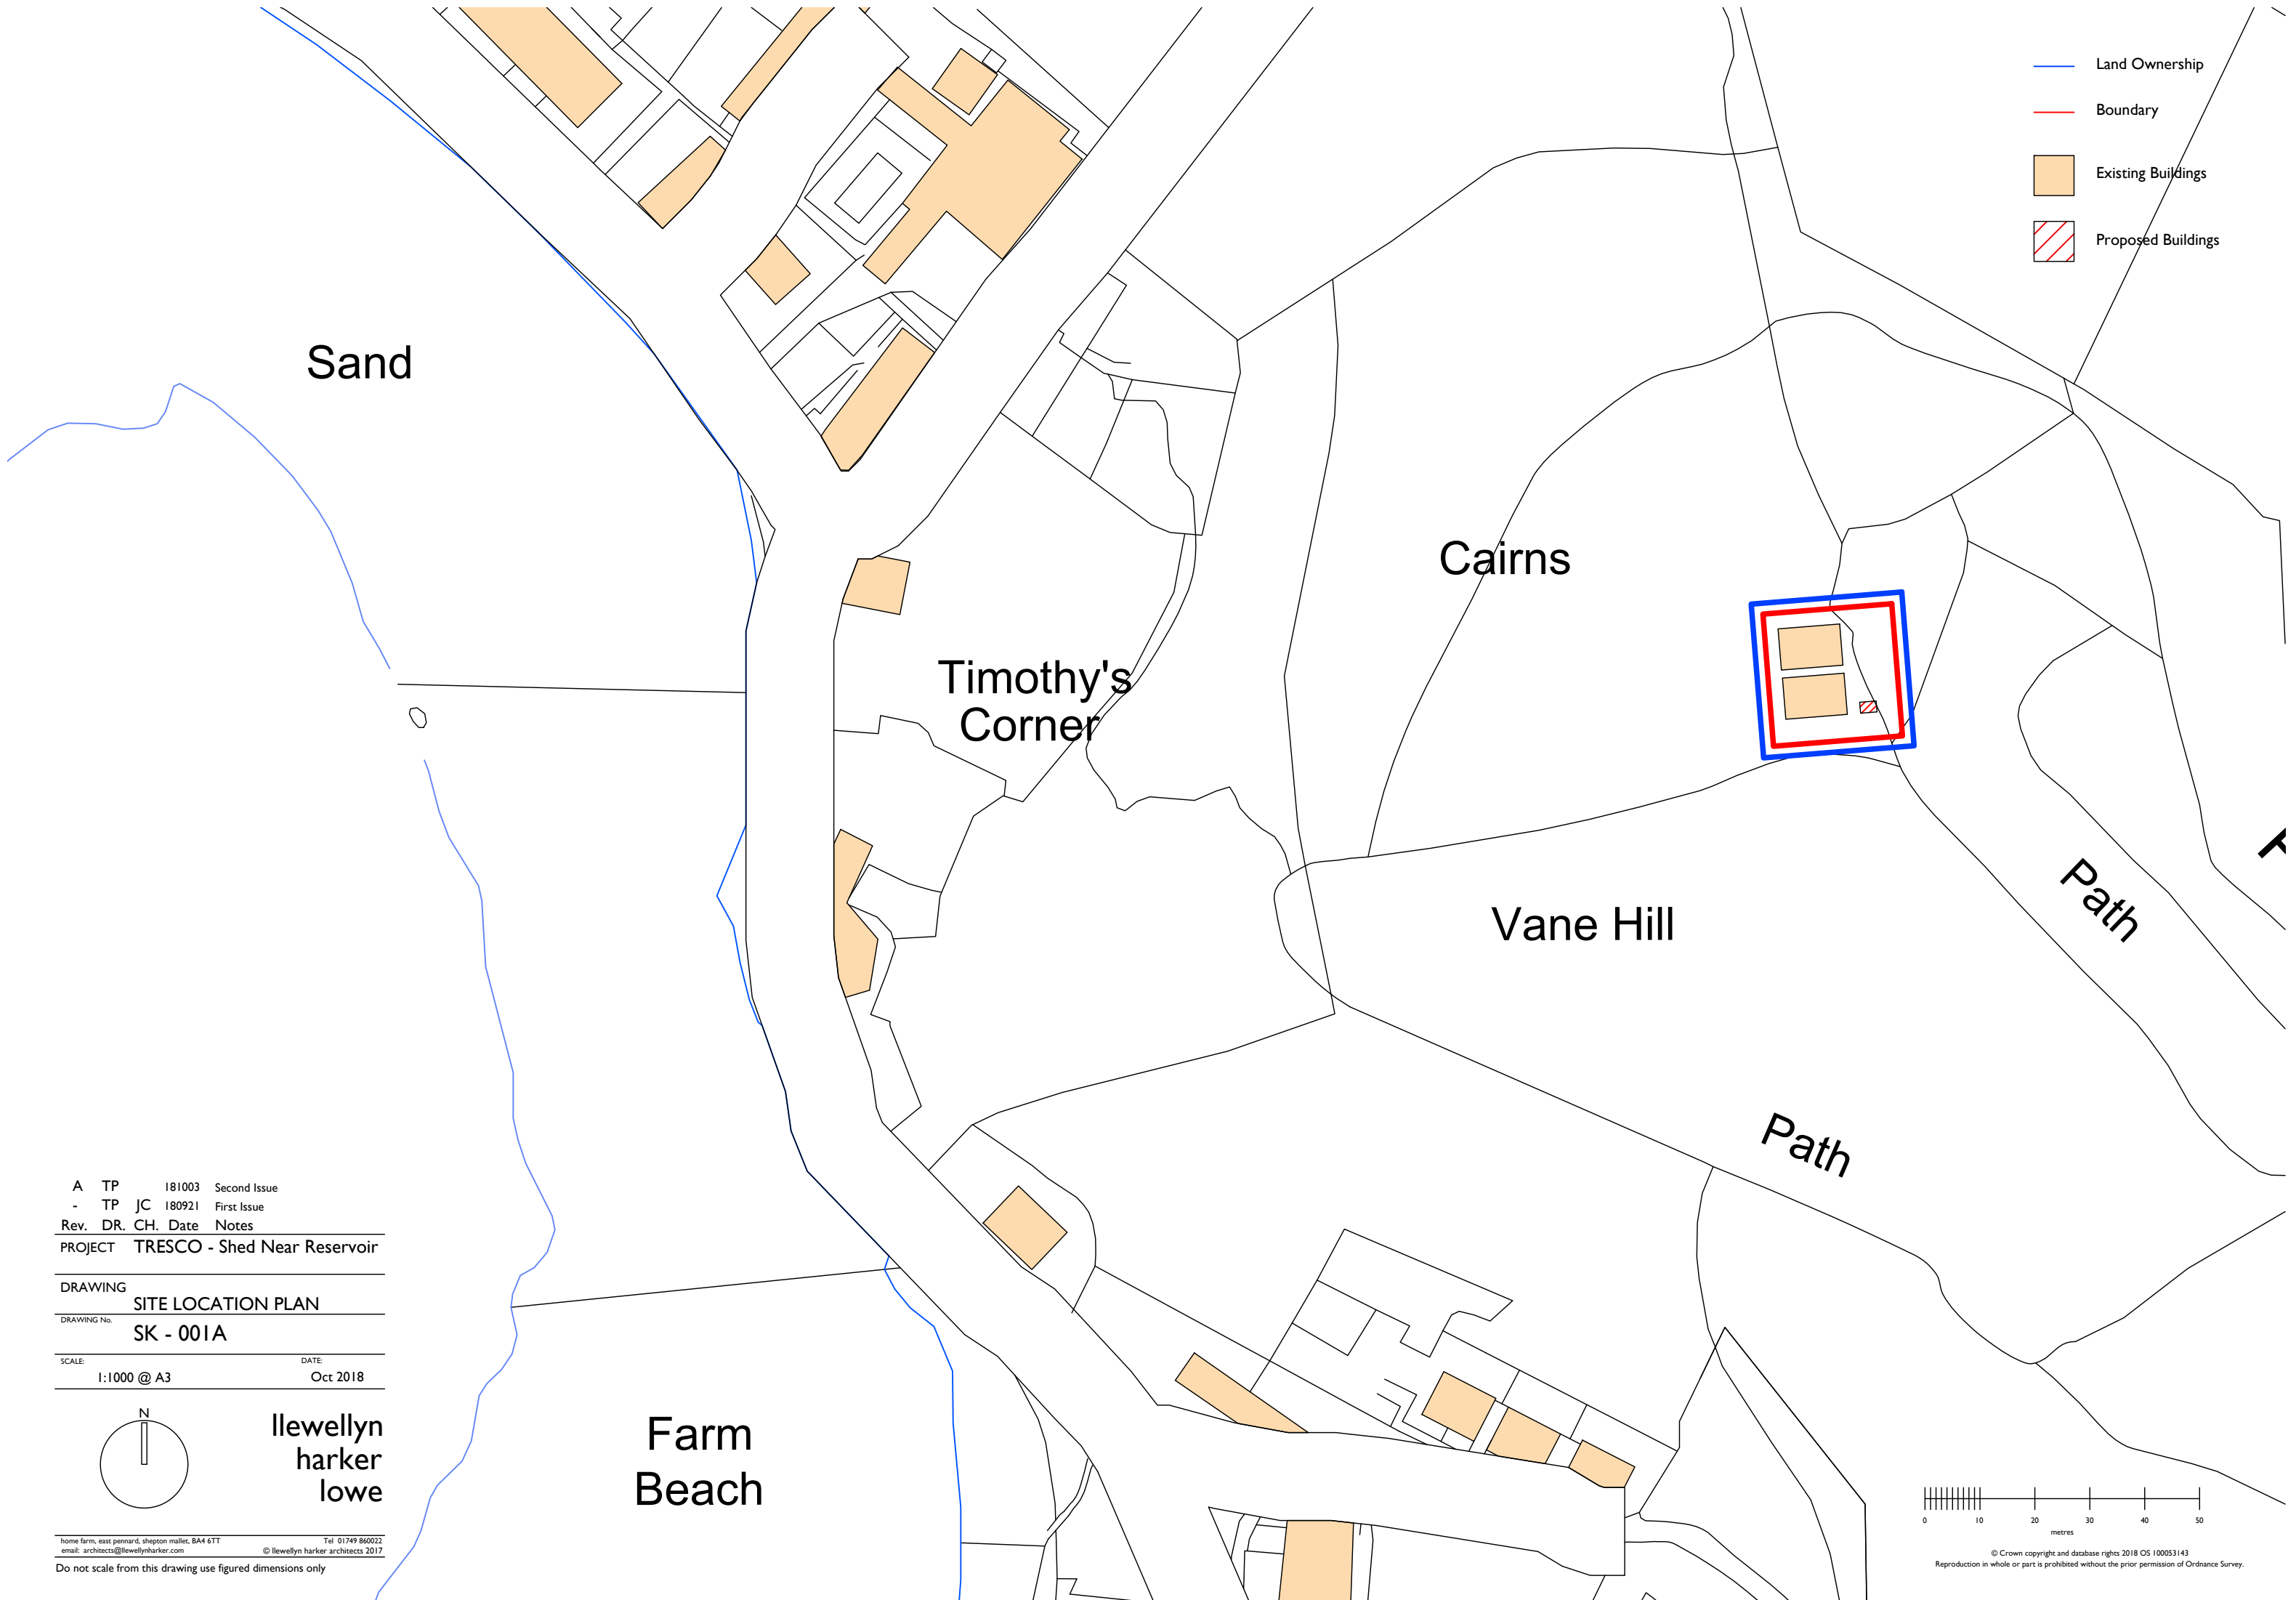 Land Ownership
Boundary
Existing Buildings
Proposed Buildings
Sand
Cairns
Timothy's
Corner
Vane Hill
Path
Path
Farm
Beach
A TP 181003 Second Issue
- TP JC 180921 First Issue
Rev. DR. CH. Date Notes
PROJECT TRESCO - Shed Near Reservoir
DRAWING
SITE LOCATION PLAN
DRAWING No.
SK - 001A
SCALE: DATE:
1:1000 @ A3 Oct 2018
N
llewellyn
harker
lowe
home farm, east pennard, shepton mallet, BA4 6TT Tel 01749 860022
email: architects@llewellynharker.com © llewellyn harker architects 2017
Do not scale from this drawing use figured dimensions only
0 10 20 30 40 50
metres
© Crown copyright and database rights 2018 OS 100053143
Reproduction in whole or part is prohibited without the prior permission of Ordnance Survey.